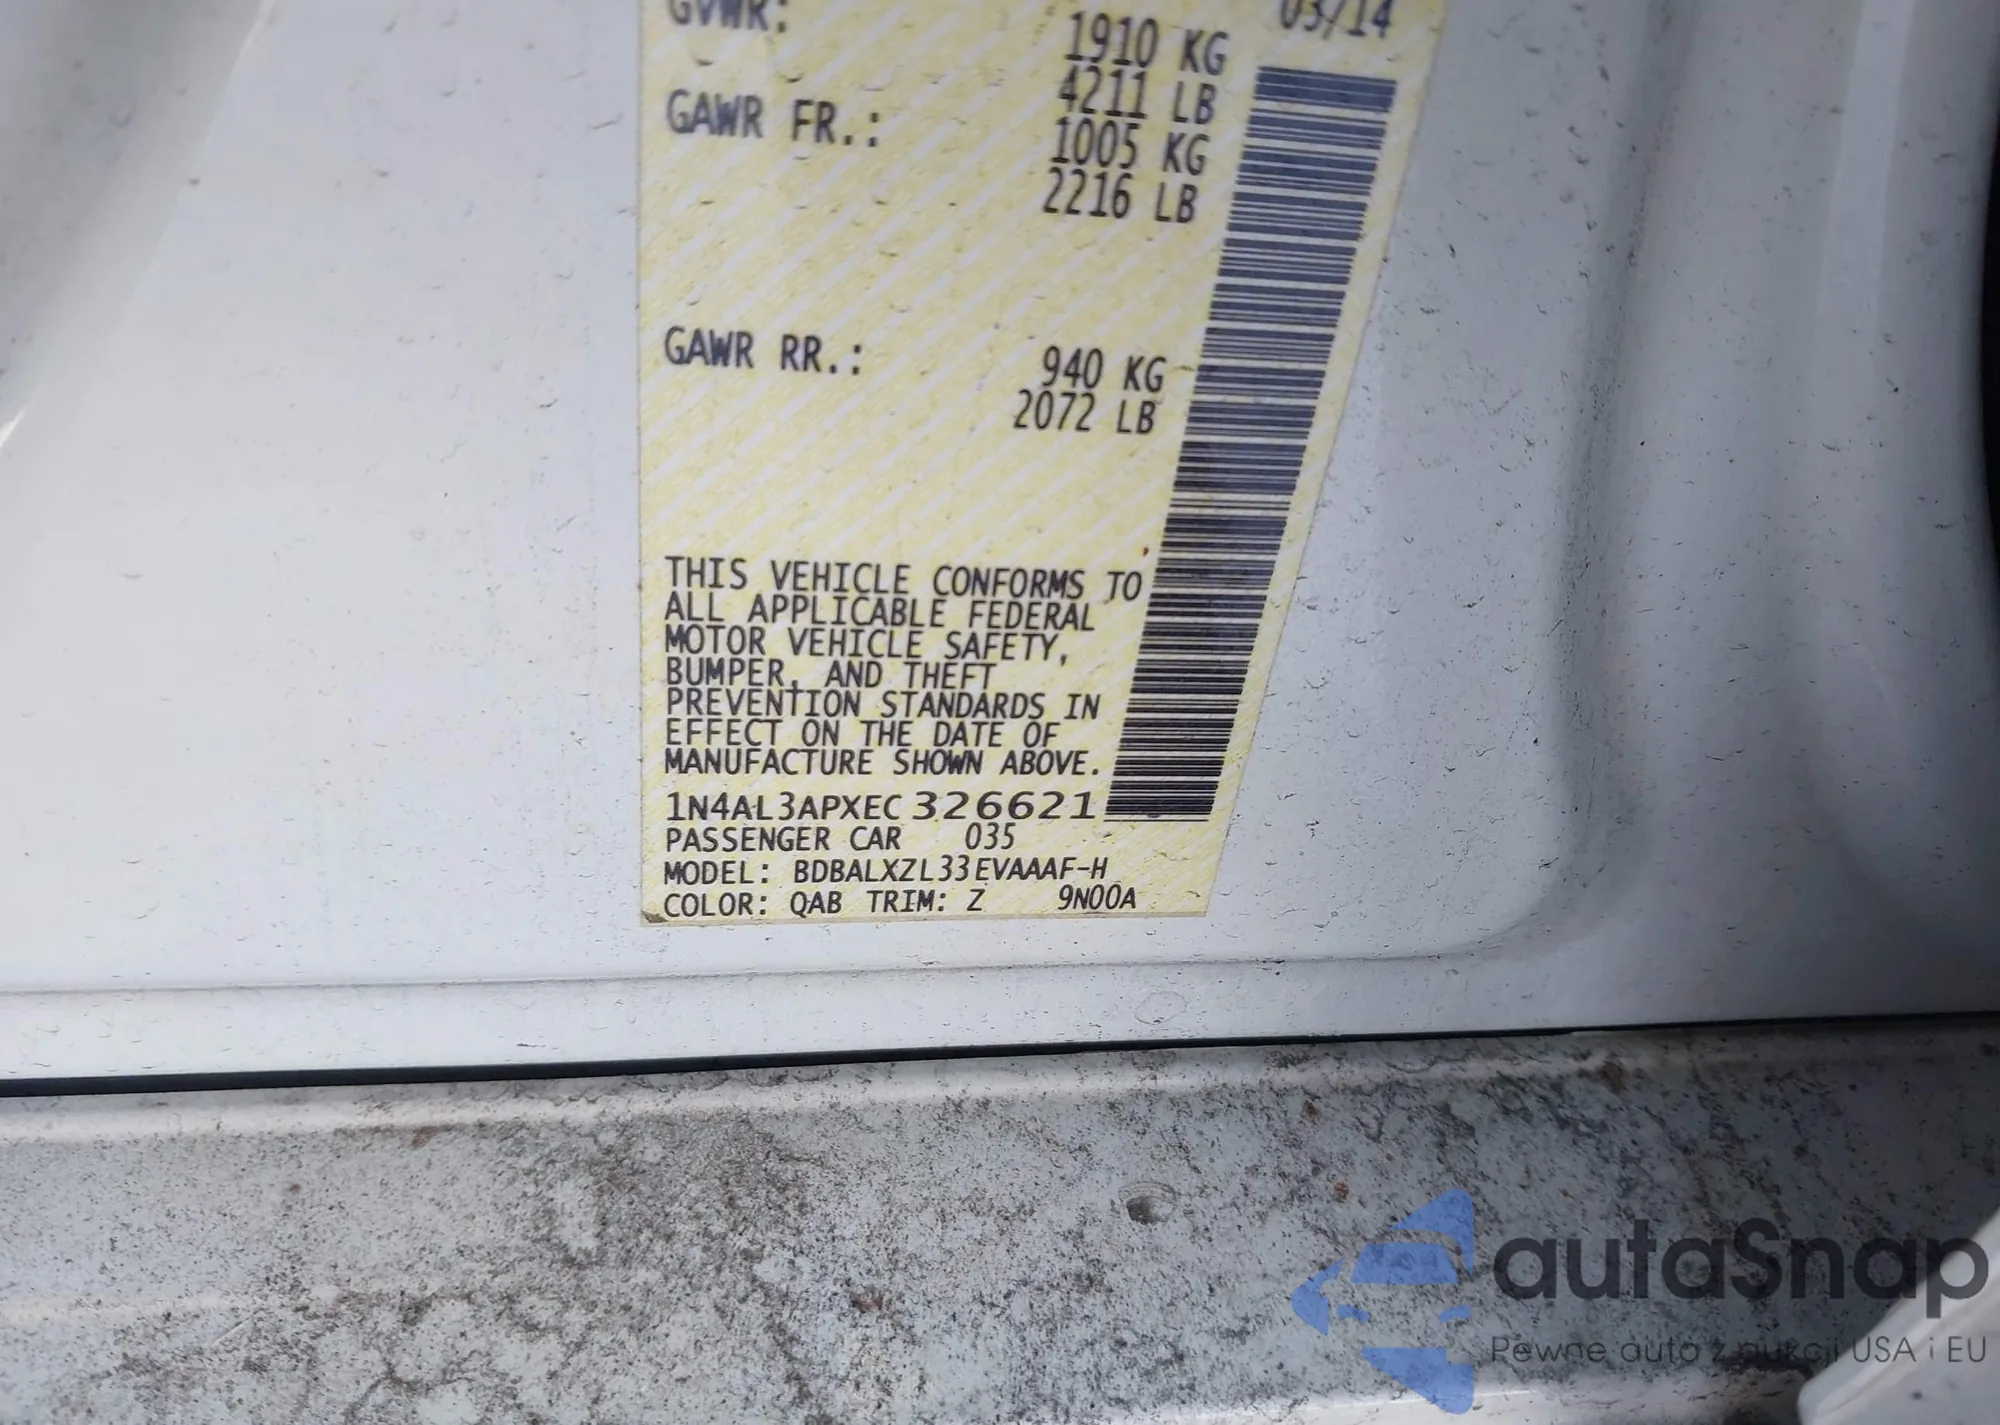 GVWR: 03/14
1910 KG
4211 LB
GAWR FR.: 1005 KG
2216 LB
GAWR RR.: 940 KG
2072 LB
THIS VEHICLE CONFORMS TO
ALL APPLICABLE FEDERAL
MOTOR VEHICLE SAFETY,
BUMPER, AND THEFT
PREVENTION STANDARDS IN
EFFECT ON THE DATE OF
MANUFACTURE SHOWN ABOVE.
1N4AL3APXEC326621
PASSENGER CAR 035
MODEL: BDBALXZL33EVAAAF-H
COLOR: QAB TRIM: Z 9N00A
autaSnap
Pewne auto z aukcji USA i EU